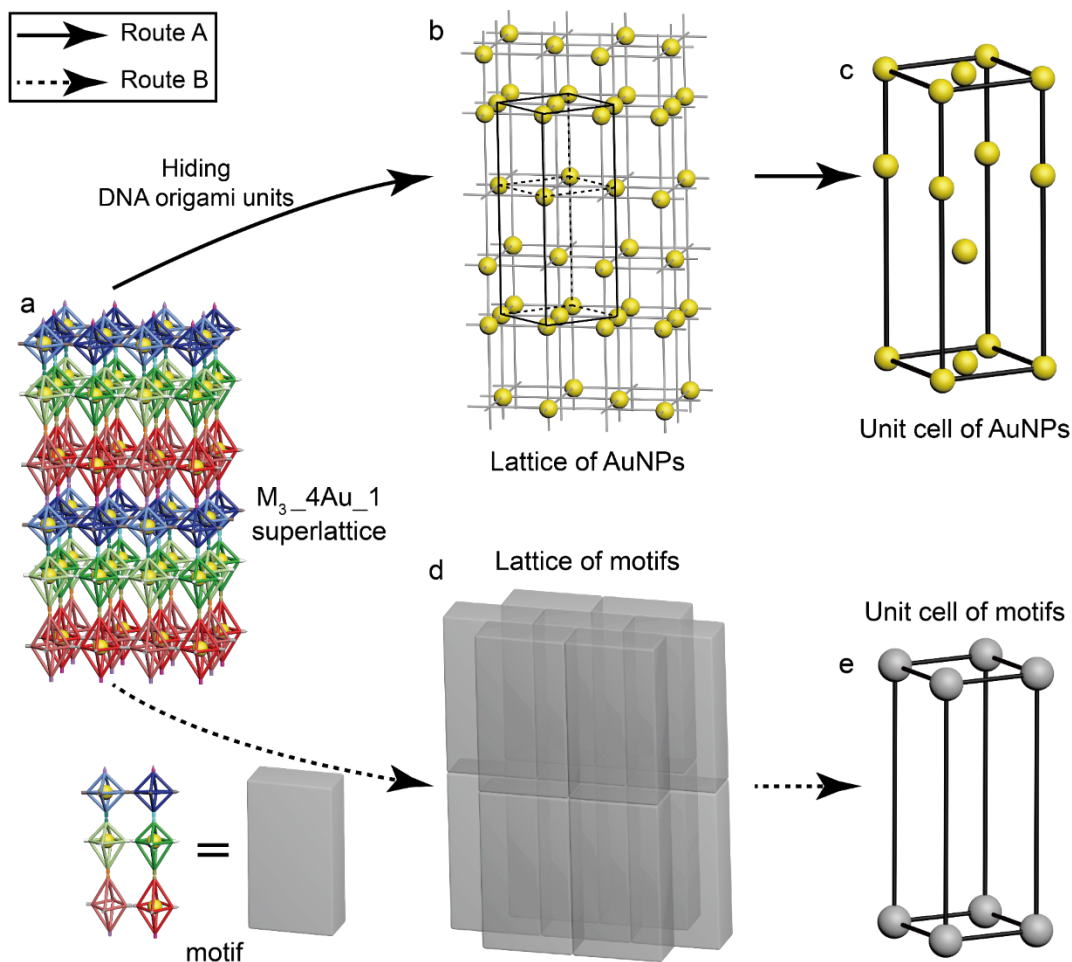 Route A
Route B
b
c
Hiding
DNA origami units
a
Lattice of AuNPs
Unit cell of AuNPs
M₃_4Au_1
superlattice
d
Lattice of motifs
Unit cell of motifs
e
=
motif